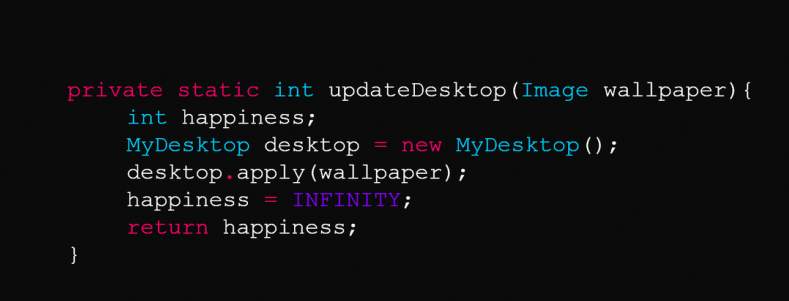 private static int updateDesktop(Image wallpaper){
int happiness;
MyDesktop desktop = new MyDesktop();
desktop.apply(wallpaper);
happiness = INFINITY;
return happiness;
}